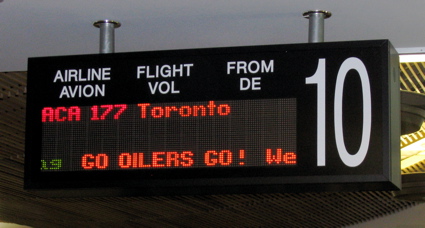 AIRLINE FLIGHT FROM
AVION VOL DE
10
ACA 177 Toronto
GO OILERS GO! We